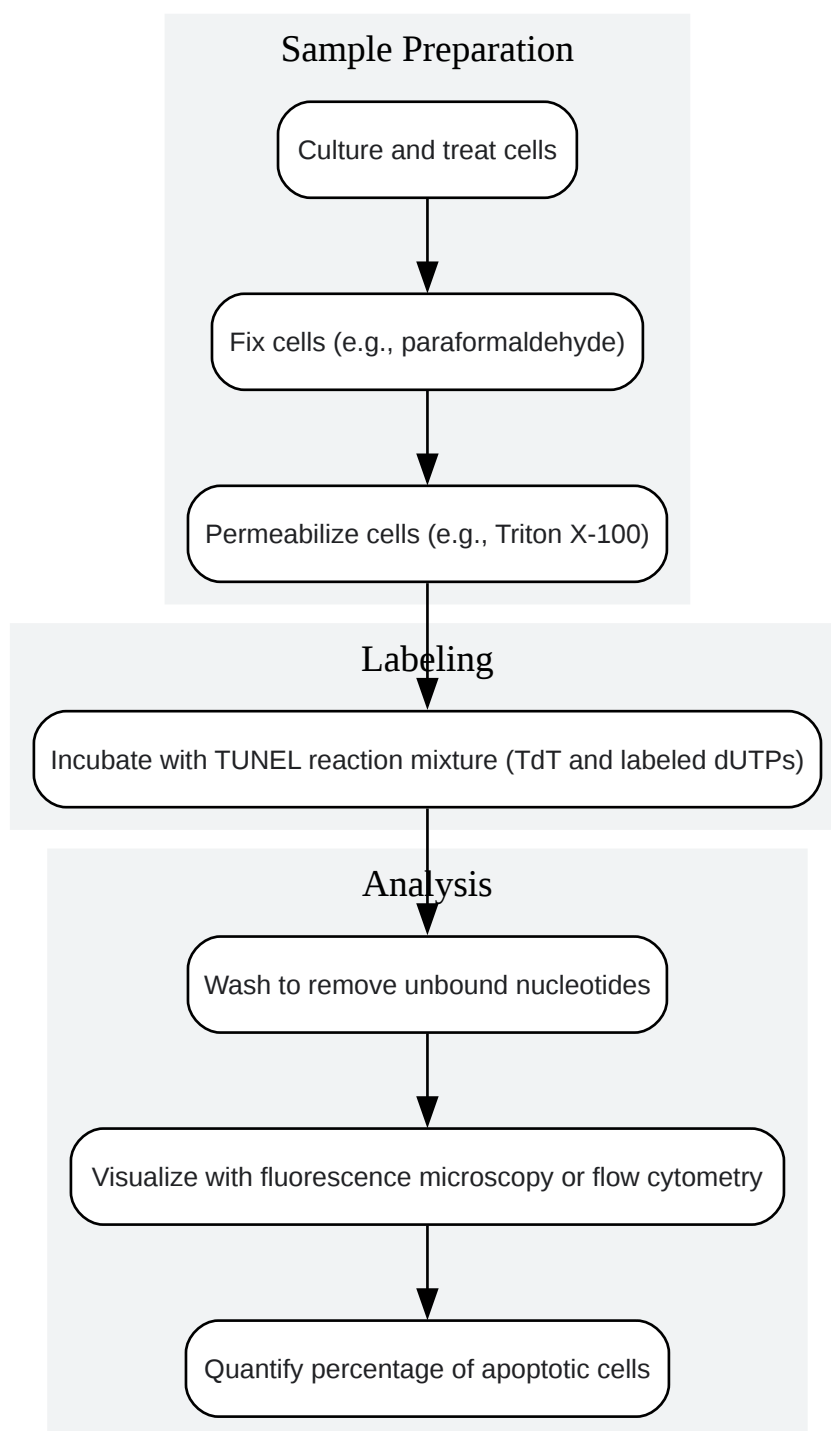 Sample Preparation
Culture and treat cells
Fix cells (e.g., paraformaldehyde)
Permeabilize cells (e.g., Triton X-100)
Labeling
Incubate with TUNEL reaction mixture (TdT and labeled dUTPs)
Analysis
Wash to remove unbound nucleotides
Visualize with fluorescence microscopy or flow cytometry
Quantify percentage of apoptotic cells